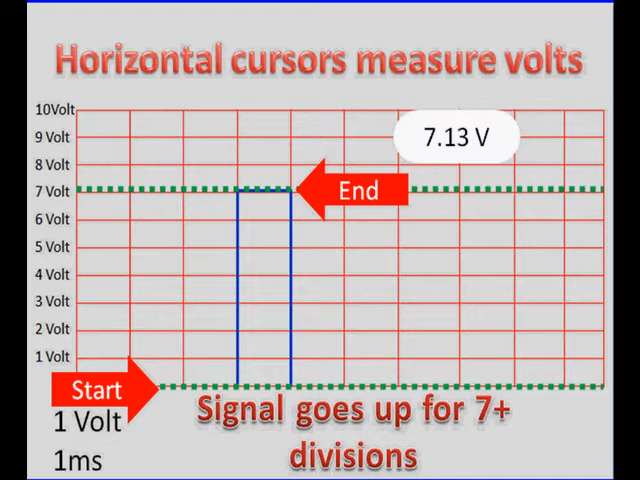 Horizontal cursors measure volts
10Volt
7.13 V
9 Volt
8 Volt
7 Volt
End
6 Volt
5 Volt
4 Volt
3 Volt
2 Volt
1 Volt
Start
1 Volt
1ms
Signal goes up for 7+
divisions